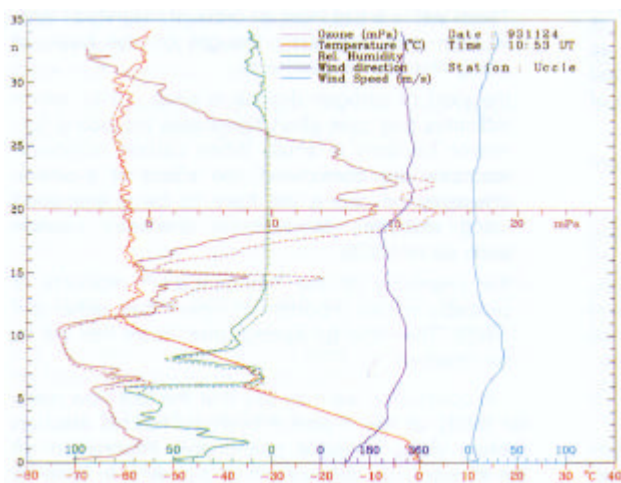 Ozone (mPa)
Temperature (°C)
Rel. Humidity
Wind direction
Wind Speed (m/s)
Date : 931124
Time : 10:53 UT
Station : Uccle
35
30
25
20
15
10
5
0
5 10 15 20 mPa
100 50 0 0 180 360 0 50 100
-80 -70 -60 -50 -40 -30 -20 -10 0 10 20 30 40 °C